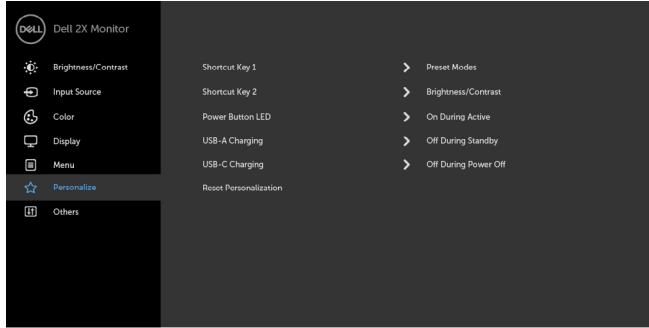 DELL Dell 2X Monitor
Brightness/Contrast Shortcut Key 1 Preset Modes
Input Source Shortcut Key 2 Brightness/Contrast
Color Power Button LED On During Active
Display USB-A Charging Off During Standby
Menu USB-C Charging Off During Power Off
Personalize Reset Personalization
Others